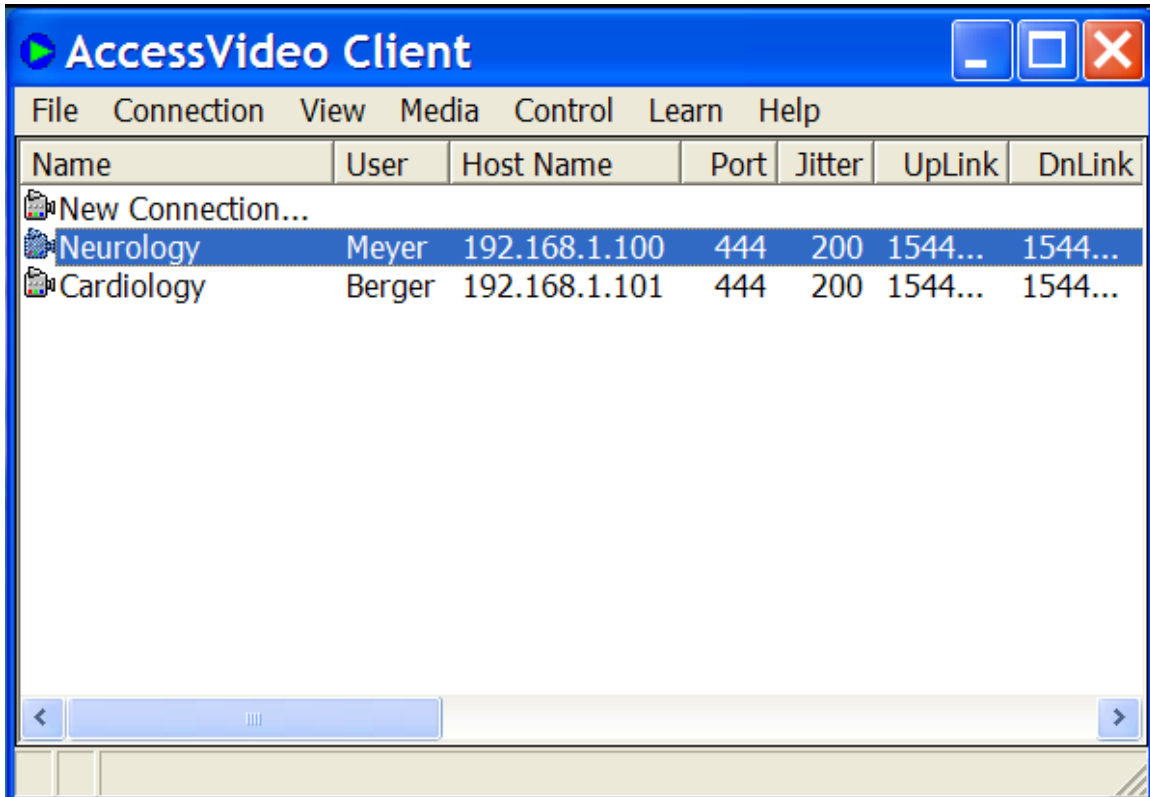 AccessVideo Client
File Connection View Media Control Learn Help
Name User Host Name Port Jitter UpLink DnLink
New Connection...
Neurology Meyer 192.168.1.100 444 200 1544... 1544...
Cardiology Berger 192.168.1.101 444 200 1544... 1544...